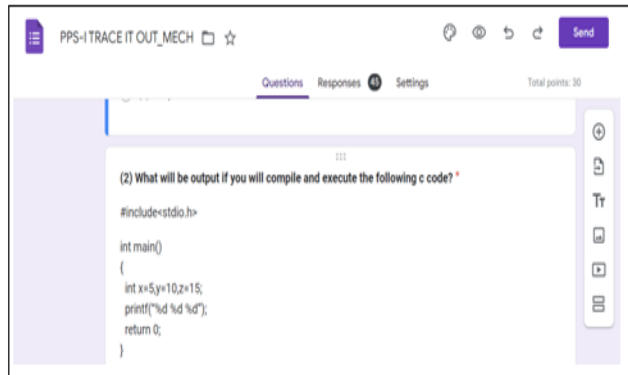 PPS-I TRACE IT OUT_MECH
Send
Questions Responses 45 Settings
Total points: 30
(2) What will be output if you will compile and execute the following c code? *
#include<stdio.h>
int main()
{
int x=5,y=10,z=15;
printf("%d %d %d");
return 0;
}
Tт